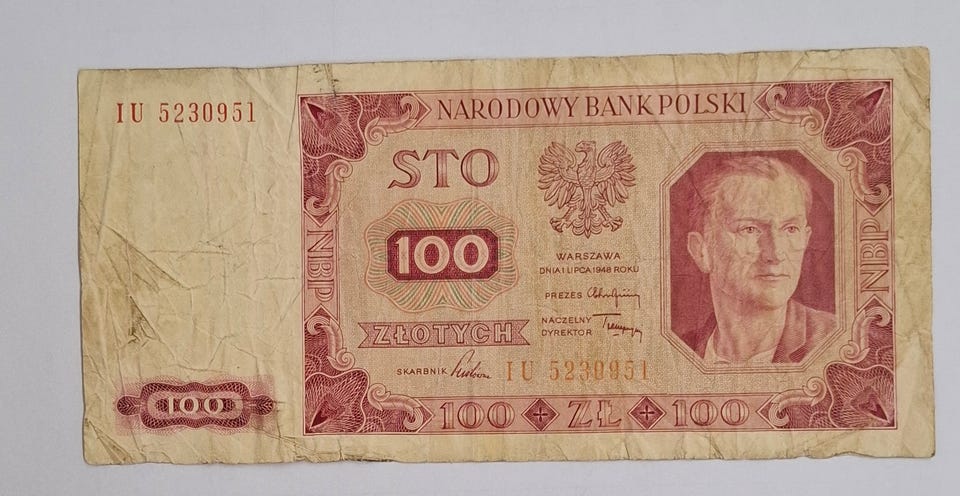 IU 5230951
NARODOWY BANK POLSKI
STO
100
ZŁOTYCH
WARSZAWA
DNIA 1 LIPCA 1948 ROKU
PREZES
NACZELNY
DYREKTOR
SKARBNIK
IU 5230951
NBP
NBP
100
100 ZŁ 100